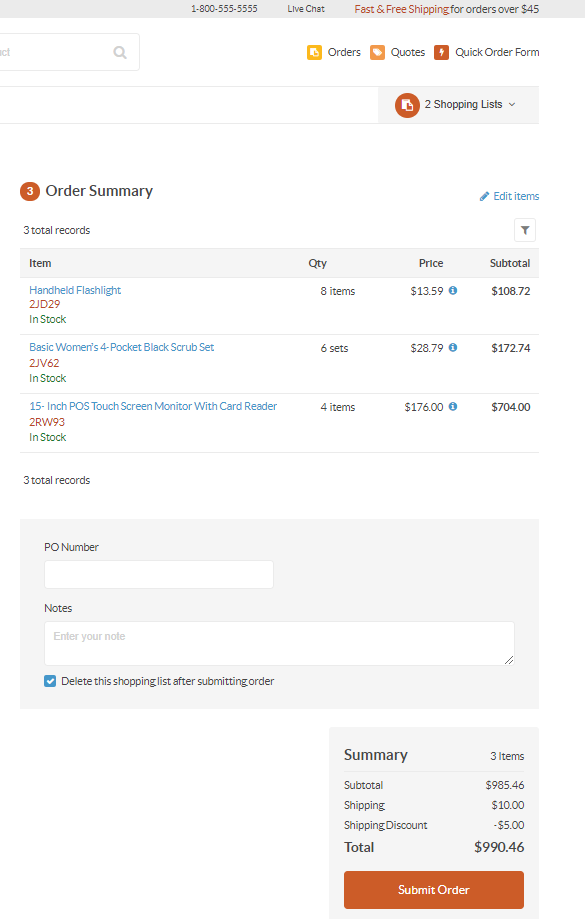 1-800-555-5555 Live Chat Fast & Free Shipping for orders over $45
Orders Quotes Quick Order Form
2 Shopping Lists
3 Order Summary
Edit items
3 total records
Item Qty Price Subtotal
Handheld Flashlight 8 items $13.59 $108.72
2JD29
In Stock
Basic Women's 4-Pocket Black Scrub Set 6 sets $28.79 $172.74
2JV62
In Stock
15- Inch POS Touch Screen Monitor With Card Reader 4 items $176.00 $704.00
2RW93
In Stock
3 total records
PO Number
Notes
Enter your note
Delete this shopping list after submitting order
Summary 3 Items
Subtotal $985.46
Shipping $10.00
Shipping Discount -$5.00
Total $990.46
Submit Order